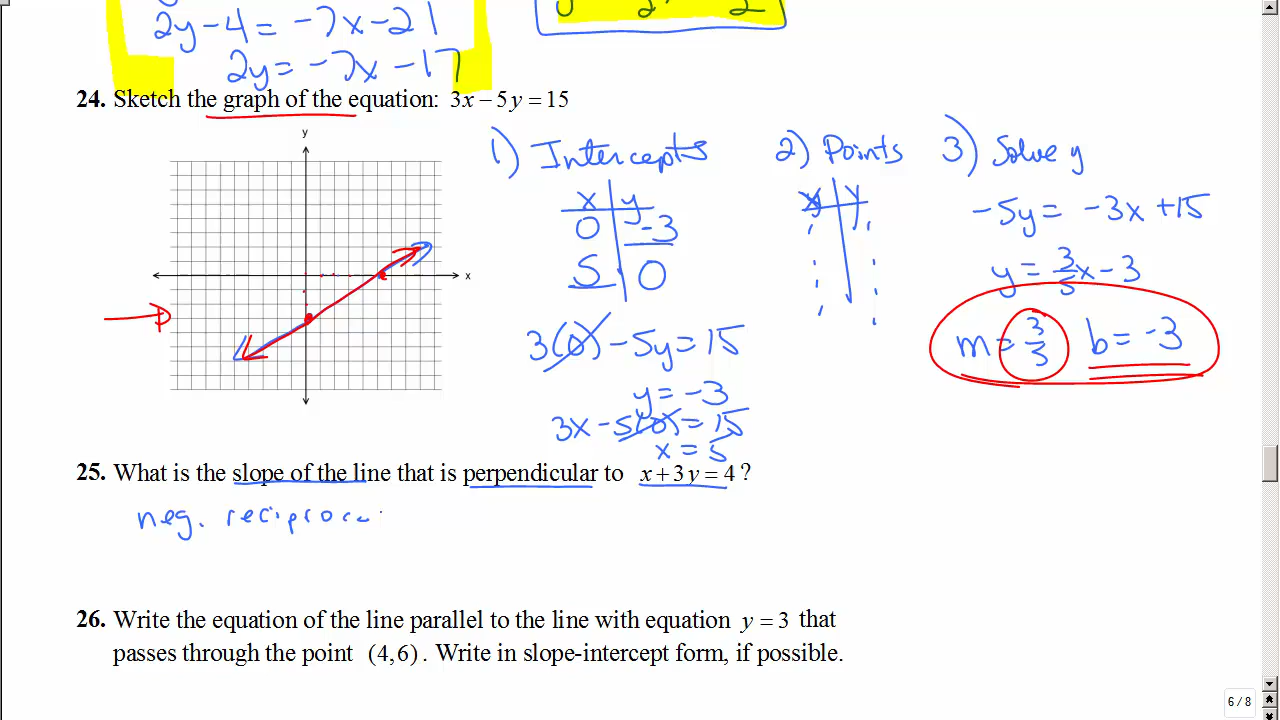 2y-4 = -7x-21
2y = -7x -17
24. Sketch the graph of the equation: 3x − 5y = 15
y
x
1) Intercepts
x y
0 -3
5 0
3(0) -5y = 15
y = -3
3x -5(0) = 15
x = 5
2) Points
x y
3) Solve y
-5y = -3x +15
y = 3/5x -3
m = 3/5 b = -3
25. What is the slope of the line that is perpendicular to x + 3y = 4 ?
neg. reciproc
26. Write the equation of the line parallel to the line with equation y = 3 that
passes through the point (4,6). Write in slope-intercept form, if possible.
6 / 8